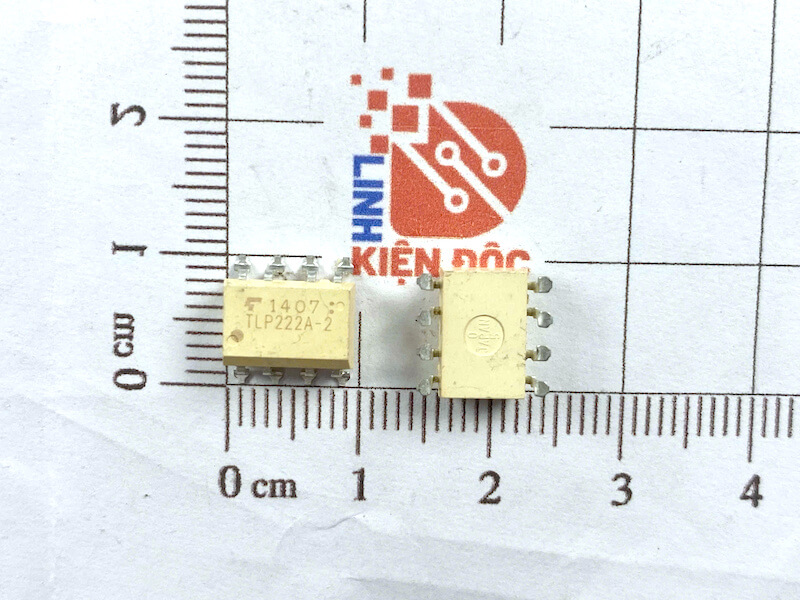 5
1
0 cm
LINH
KIỆN ĐỘC
1407
TLP222A-2
0 cm
1
2
3
4